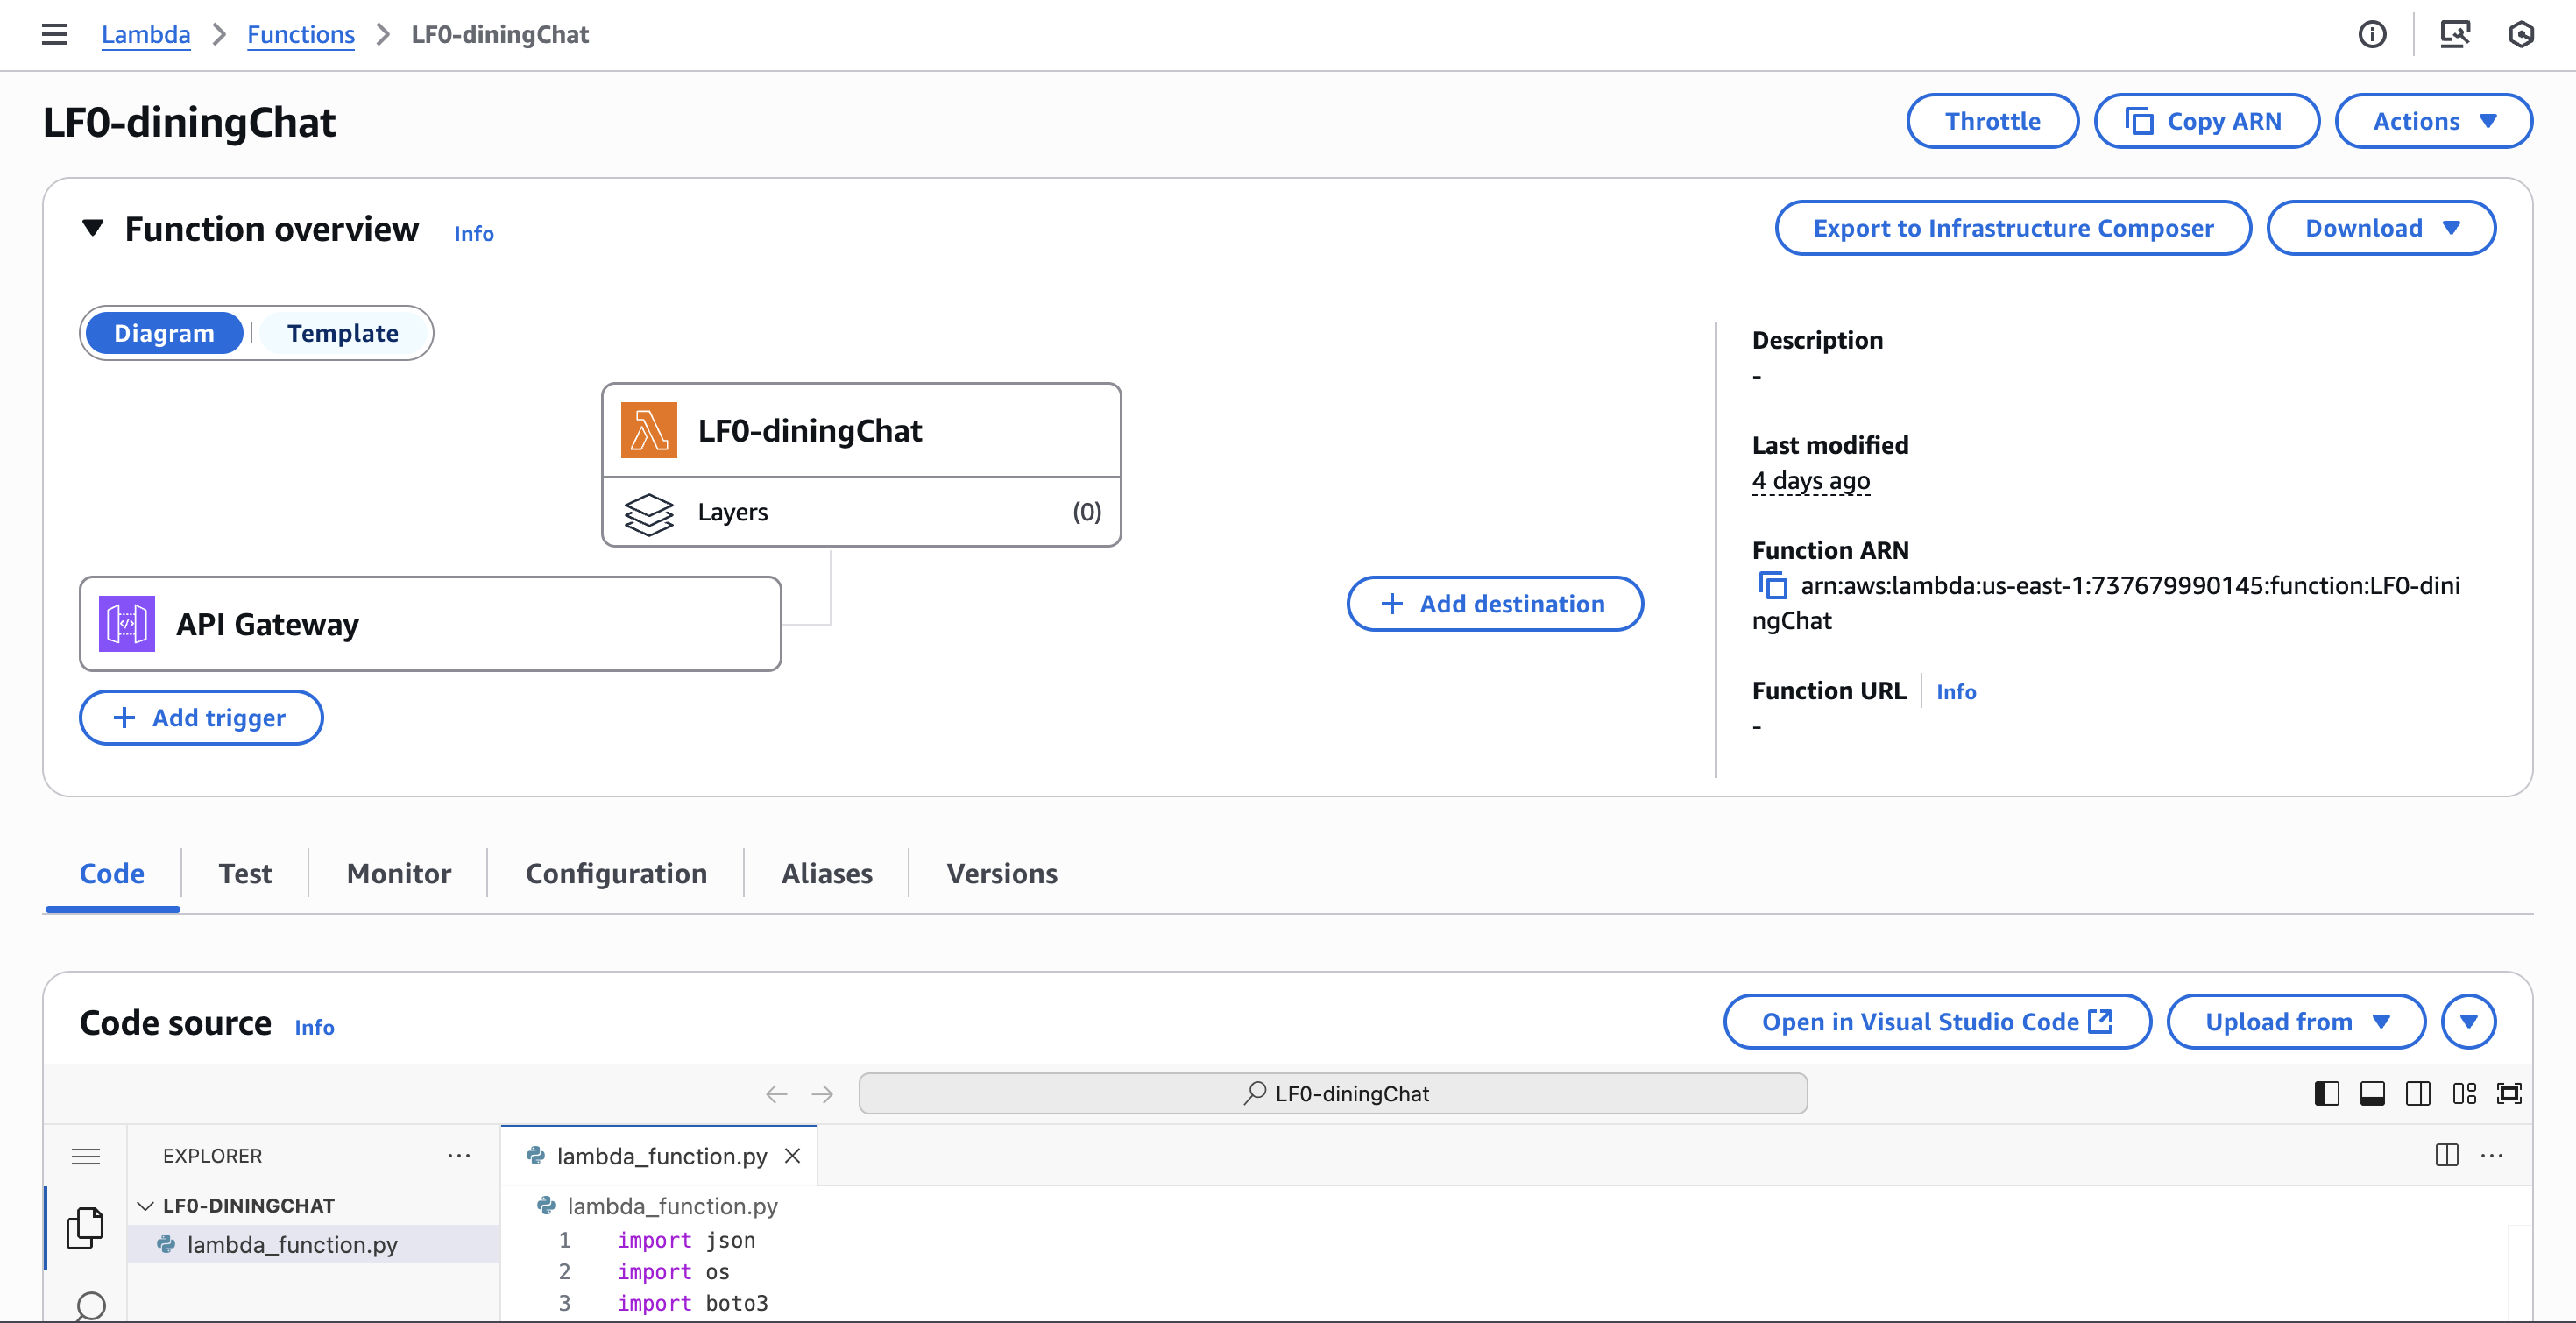 Lambda > Functions > LF0-diningChat
LF0-diningChat
Throttle
Copy ARN
Actions
Function overview
Info
Export to Infrastructure Composer
Download
Diagram
Template
LF0-diningChat
Layers
(0)
API Gateway
+ Add trigger
+ Add destination
Description
-
Last modified
4 days ago
Function ARN
arn:aws:lambda:us-east-1:737679990145:function:LF0-dini
ngChat
Function URL
Info
-
Code
Test
Monitor
Configuration
Aliases
Versions
Code source
Info
Open in Visual Studio Code
Upload from
LF0-diningChat
EXPLORER
...
lambda_function.py
...
LF0-DININGCHAT
lambda_function.py
lambda_function.py
1 import json
2 import os
3 import boto3